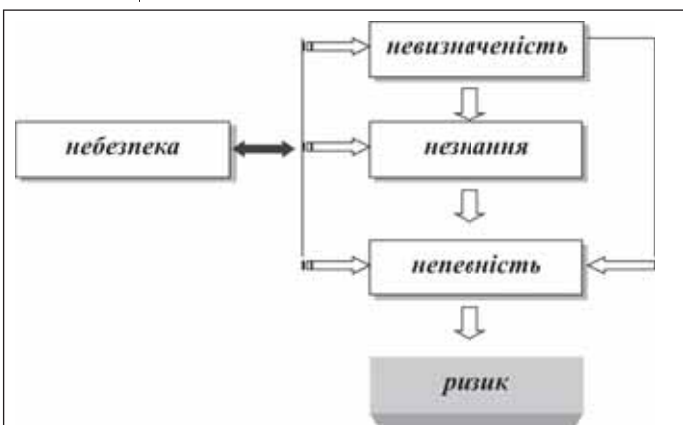 невизначеність
небезпека
незнання
непевність
ризик